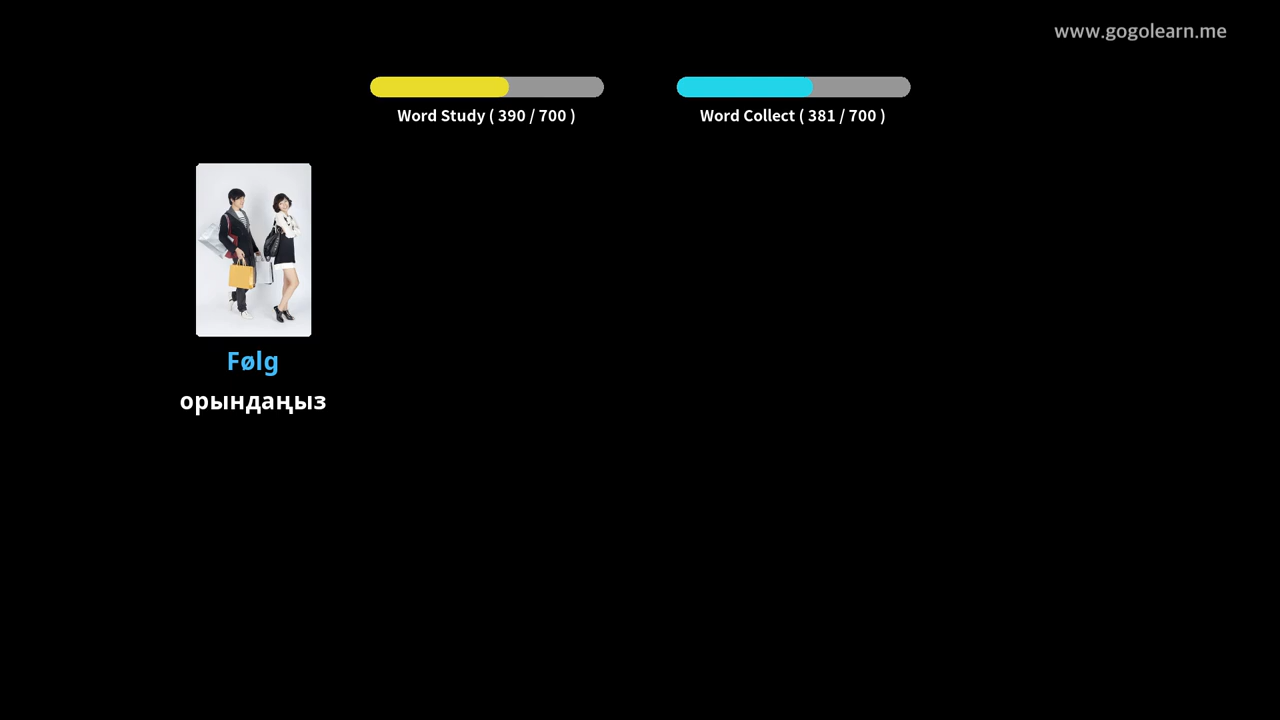 www.gogolearn.me
Word Study ( 390 / 700 )
Word Collect ( 381 / 700 )
Følg
орындаңыз